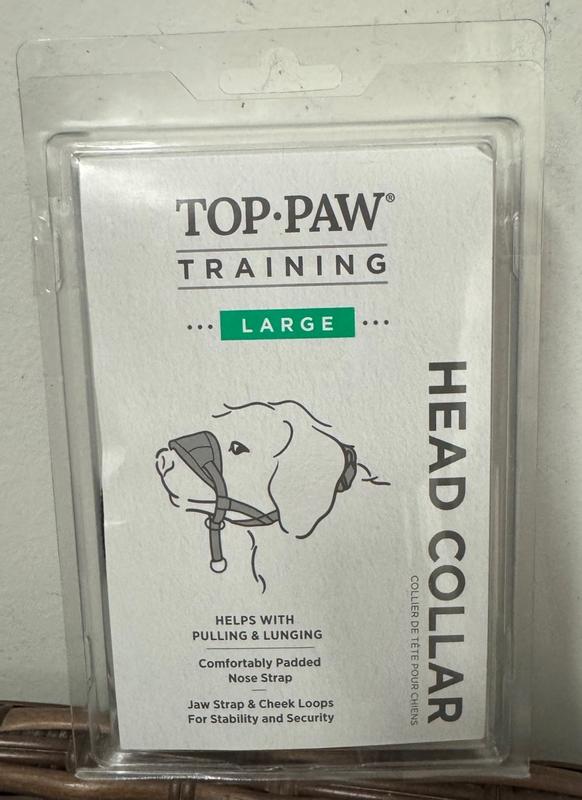 TOP·PAW®
TRAINING
••• LARGE •••
HEAD COLLAR
COLLIER DE TÊTE POUR CHIENS
HELPS WITH
PULLING & LUNGING
Comfortably Padded
Nose Strap
Jaw Strap & Cheek Loops
For Stability and Security